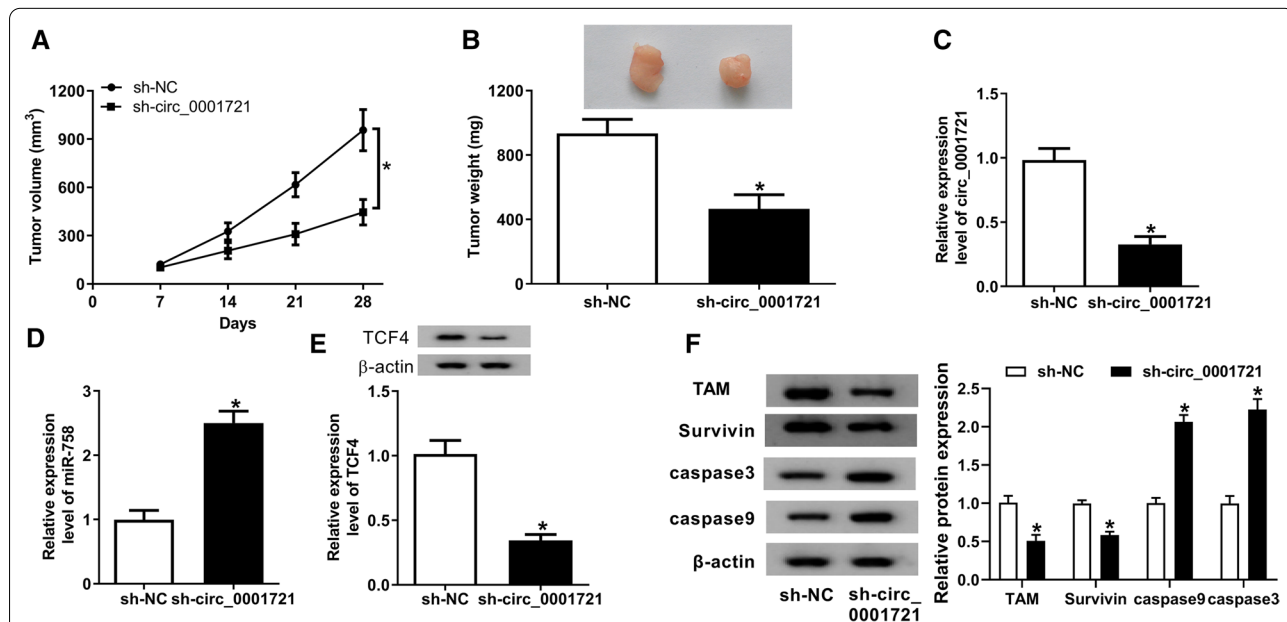 A
sh-NC
sh-circ_0001721
Tumor volume (mm³)
1200
900
600
300
0
0 7 14 21 28
Days
*
B
Tumor weight (mg)
1200
800
400
0
*
sh-NC sh-circ_0001721
C
Relative expression
level of circ_0001721
1.5
1.0
0.5
0.0
*
sh-NC sh-circ_0001721
D
Relative expression
level of miR-758
3
2
1
0
*
sh-NC sh-circ_0001721
E
TCF4
β-actin
Relative expression
level of TCF4
1.5
1.0
0.5
0.0
*
sh-NC sh-circ_0001721
F
TAM
Survivin
caspase3
caspase9
β-actin
sh-NC sh-circ_
0001721
sh-NC sh-circ_0001721
Relative protein expression
2.5
2.0
1.5
1.0
0.5
0.0
* * * *
TAM Survivin caspase9 caspase3